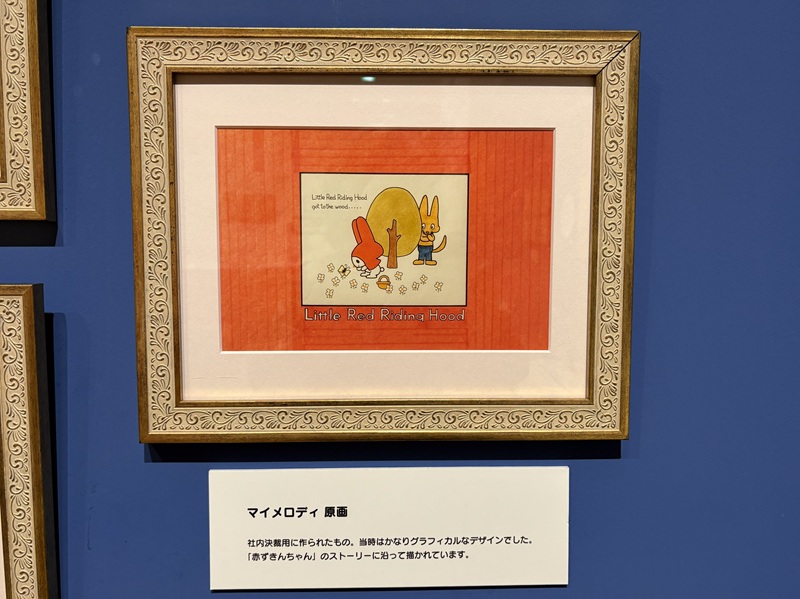 Little Red Riding Hood
got to the wood.....
Little Red Riding Hood
マイメロディ 原画
社内決裁用に作られたもの。当時はかなりグラフィカルなデザインでした。
「赤ずきんちゃん」のストーリーに沿って描かれています。